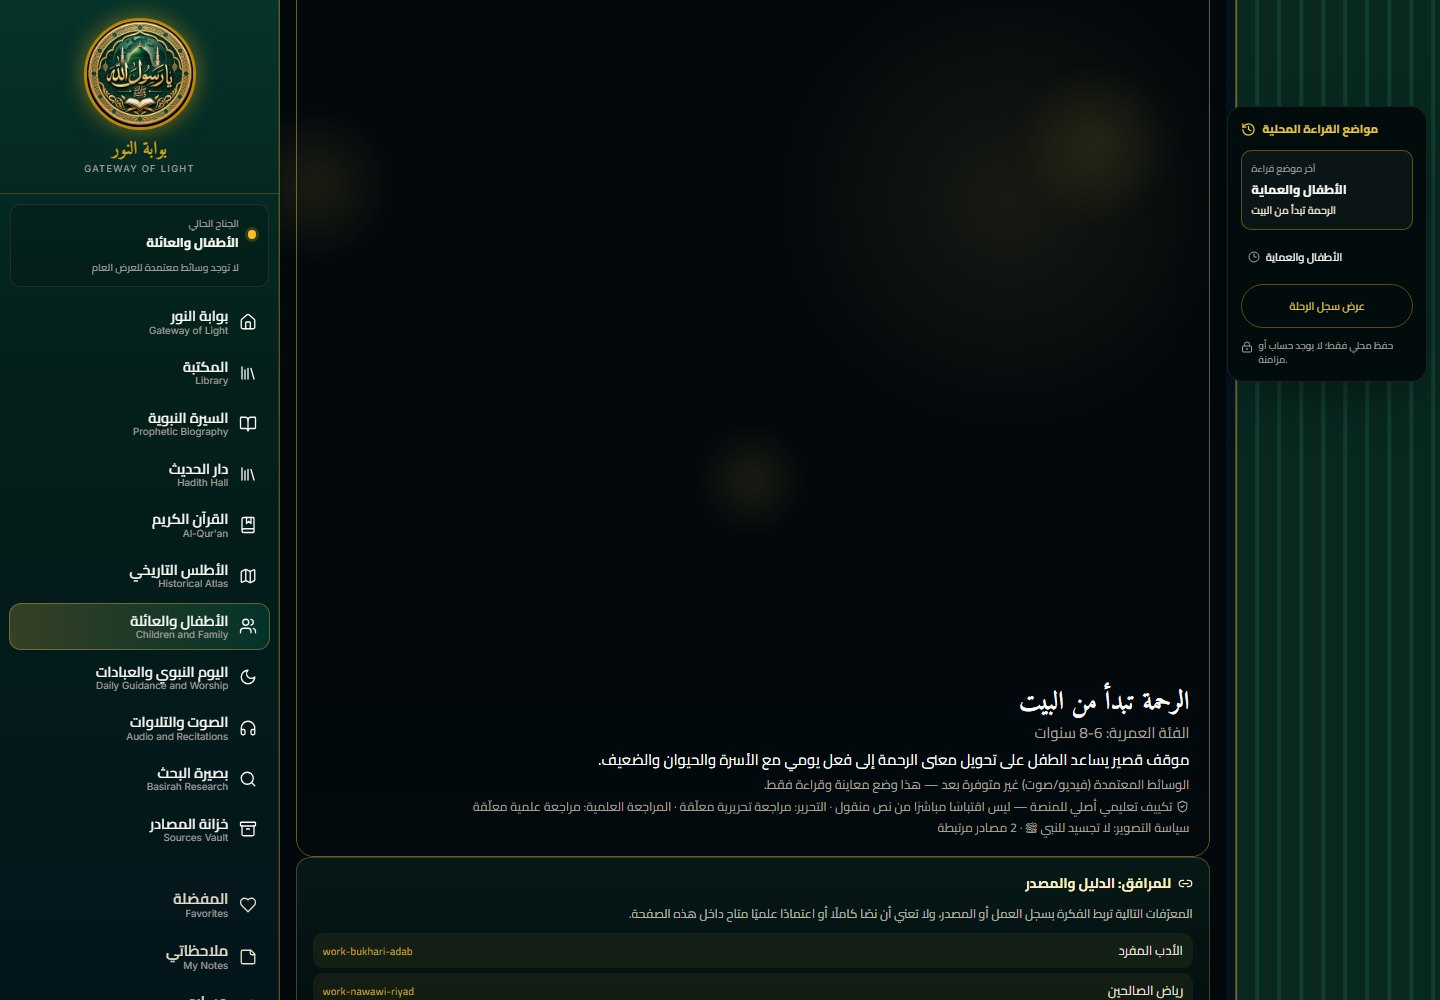 يا رسول الله
بوابة النور
GATEWAY OF LIGHT
الجناح الحالي
الأطفال والعائلة
لا توجد وسائط معتمدة للعرض العام
بوابة النور
Gateway of Light
المكتبة
Library
السيرة النبوية
Prophetic Biography
دار الحديث
Hadith Hall
القرآن الكريم
Al-Qur'an
الأطلس التاريخي
Historical Atlas
الأطفال والعائلة
Children and Family
اليوم النبوي والعبادات
Daily Guidance and Worship
الصوت والتلاوات
Audio and Recitations
بصيرة البحث
Basirah Research
خزانة المصادر
Sources Vault
المفضلة
Favorites
ملاحظاتي
My Notes
الرحمة تبدأ من البيت
الفئة العمرية: 6-8 سنوات
موقف قصير يساعد الطفل على تحويل معنى الرحمة إلى فعل يومي مع الأسرة والحيوان والضعيف.
الوسائط المعتمدة (فيديو/صوت) غير متوفرة بعد — هذا وضع معاينة وقراءة فقط.
تكييف تعليمي أصلي للمنصة — ليس اقتباسًا مباشرًا من نص منقول · التحرير: مراجعة تحريرية معلّقة · المراجعة العلمية: مراجعة علمية معلّقة
سياسة التصوير: لا تجسيد للنبي ﷺ · 2 مصادر مرتبطة
للمرافق: الدليل والمصدر
المعرّفات التالية تربط الفكرة بسجل العمل أو المصدر، ولا تعني أن نصًا كاملًا أو اعتمادًا علميًا متاح داخل هذه الصفحة.
الأدب المفرد
work-bukhari-adab
رياض الصالحين
work-nawawi-riyad
مواضع القراءة المحلية
آخر موضع قراءة
الأطفال والعماية
الرحمة تبدأ من البيت
الأطفال والعماية
عرض سجل الرحلة
حفظ محلي فقط؛ لا يوجد حساب أو
مزامنة.